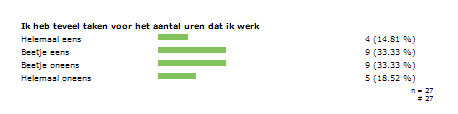 Ik heb teveel taken voor het aantal uren dat ik werk
Helemaal eens 4 (14.81 %)
Beetje eens 9 (33.33 %)
Beetje oneens 9 (33.33 %)
Helemaal oneens 5 (18.52 %)
n = 27
# 27